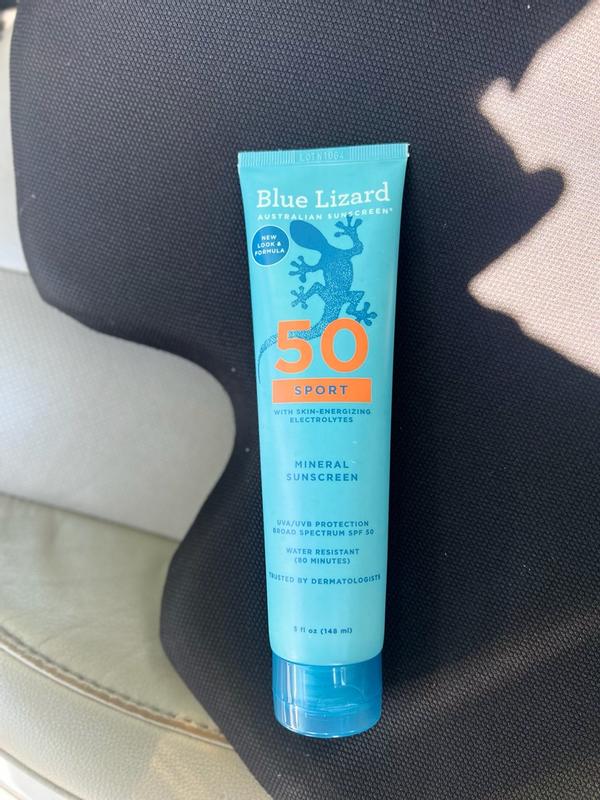 LOTN1064
Blue Lizard
AUSTRALIAN SUNSCREEN®
NEW
LOOK &
FORMULA
50
SPORT
WITH SKIN-ENERGIZING
ELECTROLYTES
MINERAL
SUNSCREEN
UVA/UVB PROTECTION
BROAD SPECTRUM SPF 50
WATER RESISTANT
(80 MINUTES)
TRUSTED BY DERMATOLOGISTS
5 fl oz (148 ml)